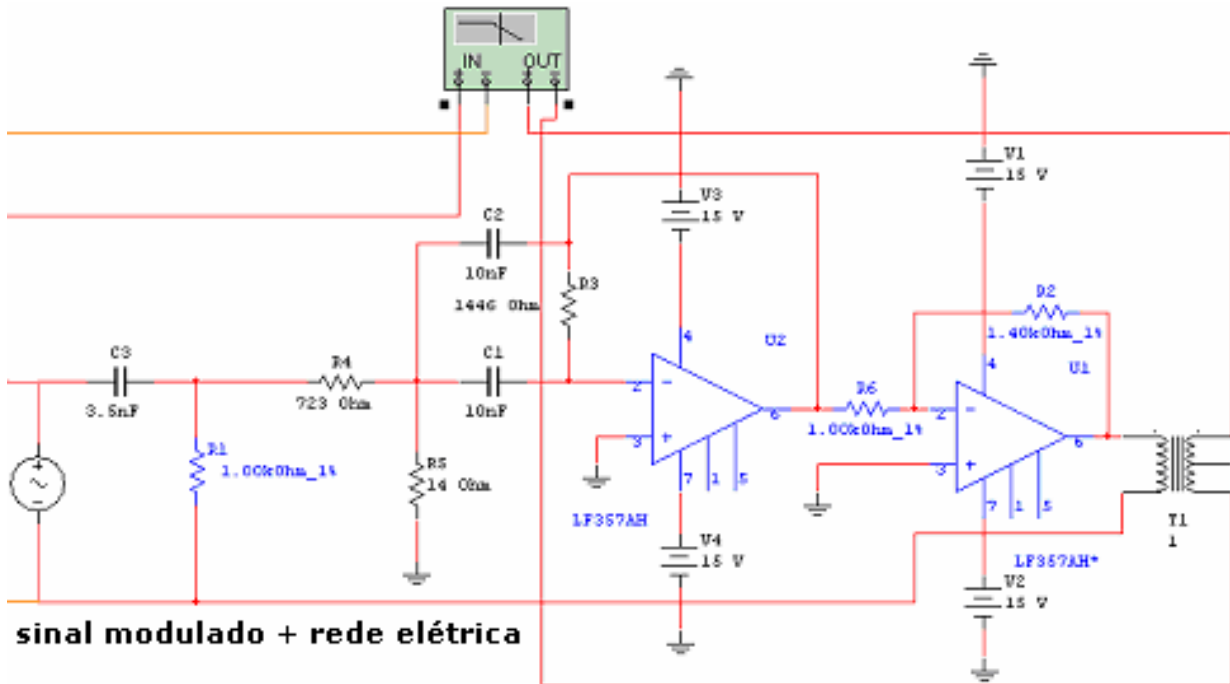 IN OUT
V1
15 V
V3
15 V
C2
10nF
R3
1446 Ohm
R2
1.40kOhm_1%
4
U2
4
U1
C3
3.5nF
R4
723 Ohm
C1
10nF
2
6
3
7
1
5
R6
1.00kOhm_1%
2
6
3
7
1
5
R1
1.00kOhm_1%
R5
14 Ohm
LF357AH
T1
1
V4
15 V
LF357AH*
V2
15 V
sinal modulado + rede elétrica